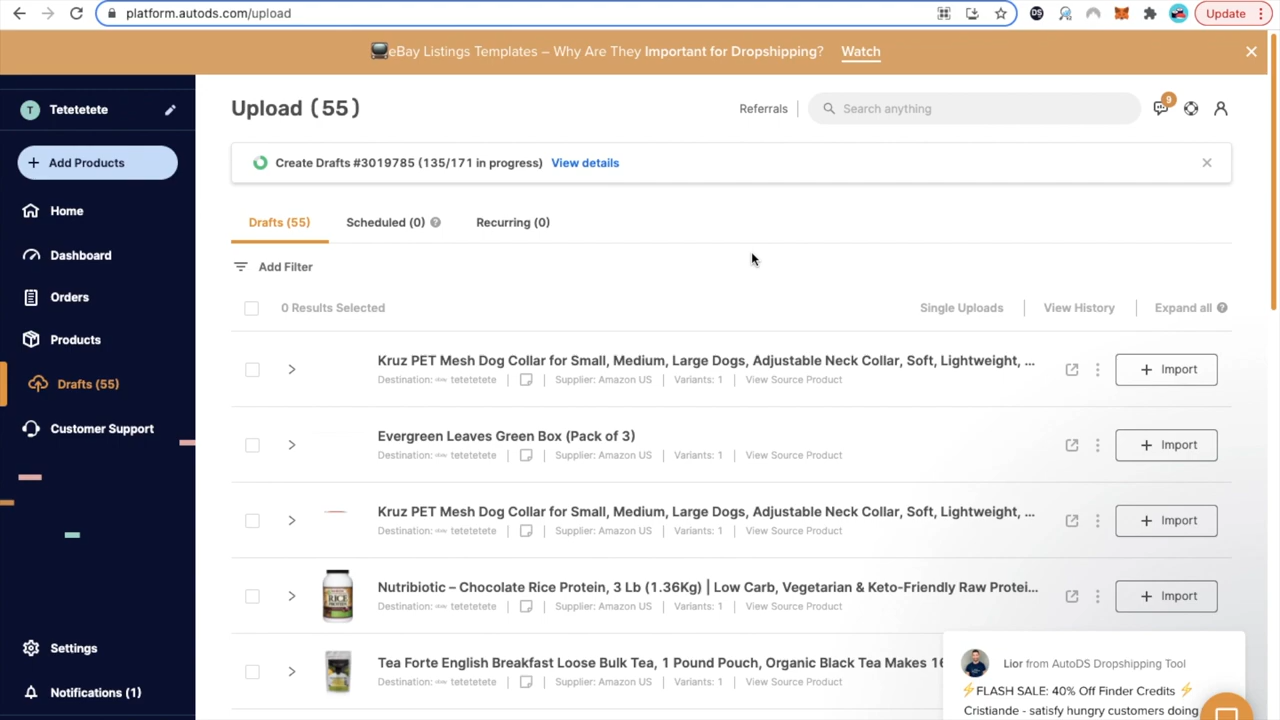 platform.autods.com/upload
Update
eBay Listings Templates – Why Are They Important for Dropshipping? Watch
T Tetetetete
Upload (55)
Referrals
Search anything
9
+ Add Products
Create Drafts #3019785 (135/171 in progress) View details
Home
Drafts (55) Scheduled (0) Recurring (0)
Dashboard
Add Filter
Orders
0 Results Selected Single Uploads View History Expand all
Products
Kruz PET Mesh Dog Collar for Small, Medium, Large Dogs, Adjustable Neck Collar, Soft, Lightweight, ...
Destination: tetetetete | Supplier: Amazon US | Variants: 1 | View Source Product
+ Import
Drafts (55)
Customer Support
Evergreen Leaves Green Box (Pack of 3)
Destination: tetetetete | Supplier: Amazon US | Variants: 1 | View Source Product
+ Import
Kruz PET Mesh Dog Collar for Small, Medium, Large Dogs, Adjustable Neck Collar, Soft, Lightweight, ...
Destination: tetetetete | Supplier: Amazon US | Variants: 1 | View Source Product
+ Import
Nutribiotic – Chocolate Rice Protein, 3 Lb (1.36Kg) | Low Carb, Vegetarian & Keto-Friendly Raw Protei...
Destination: tetetetete | Supplier: Amazon US | Variants: 1 | View Source Product
+ Import
Tea Forte English Breakfast Loose Bulk Tea, 1 Pound Pouch, Organic Black Tea Makes 16
Destination: tetetetete | Supplier: Amazon US | Variants: 1 | View Source Product
Settings
Notifications (1)
Lior from AutoDS Dropshipping Tool
⚡FLASH SALE: 40% Off Finder Credits ⚡
Cristiande - satisfy hungry customers doing